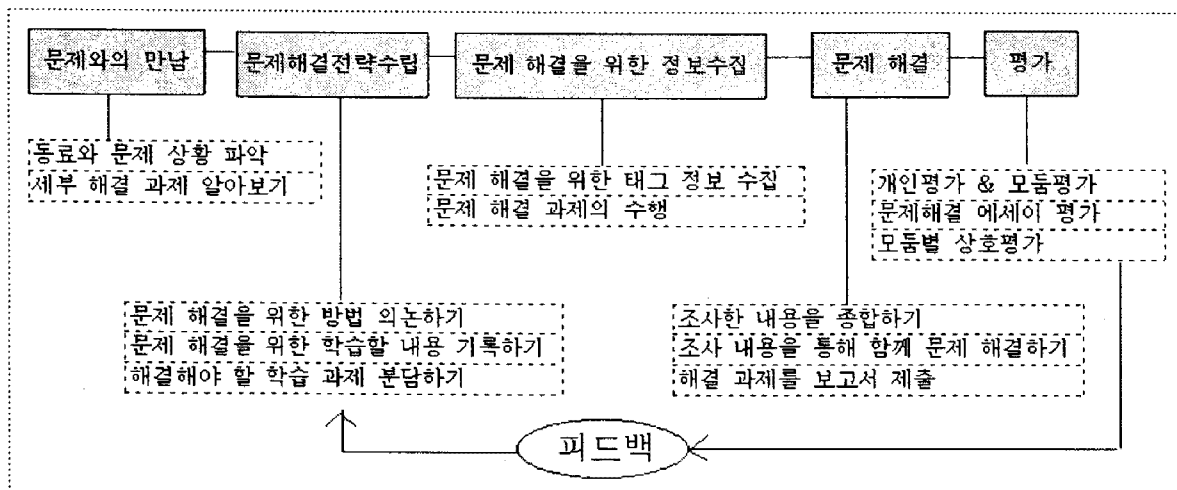 문제와의 만남
문제해결전략수립
문제 해결을 위한 정보수집
문제 해결
평가
동료와 문제 상황 파악
세부 해결 과제 알아보기
문제 해결을 위한 태그 정보 수집
문제 해결 과제의 수행
개인평가 & 모둠평가
문제해결 에세이 평가
모둠별 상호평가
문제 해결을 위한 방법 의논하기
문제 해결을 위한 학습할 내용 기록하기
해결해야 할 학습 과제 분담하기
조사한 내용을 종합하기
조사 내용을 통해 함께 문제 해결하기
해결 과제를 보고서 제출
피드백